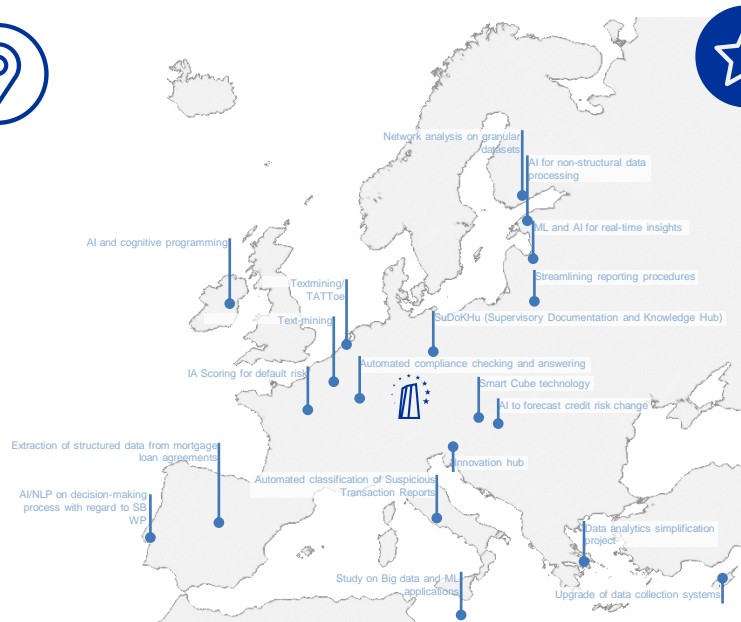 Network analysis on granular
datasets
AI for non-structural data
processing
ML and AI for real-time insights
AI and cognitive programming
Streamlining reporting procedures
Textmining/
TATToe
Text-mining
SuDoKHu (Supervisory Documentation and Knowledge Hub)
Automated compliance checking and answering
IA Scoring for default risk
Smart Cube technology
AI to forecast credit risk change
Extraction of structured data from mortgage
loan agreements
Innovation hub
Automated classification of Suspicious
Transaction Reports
AI/NLP on decision-making
process with regard to SB
WP
Data analytics simplification
project
Study on Big data and ML
applications
Upgrade of data collection systems